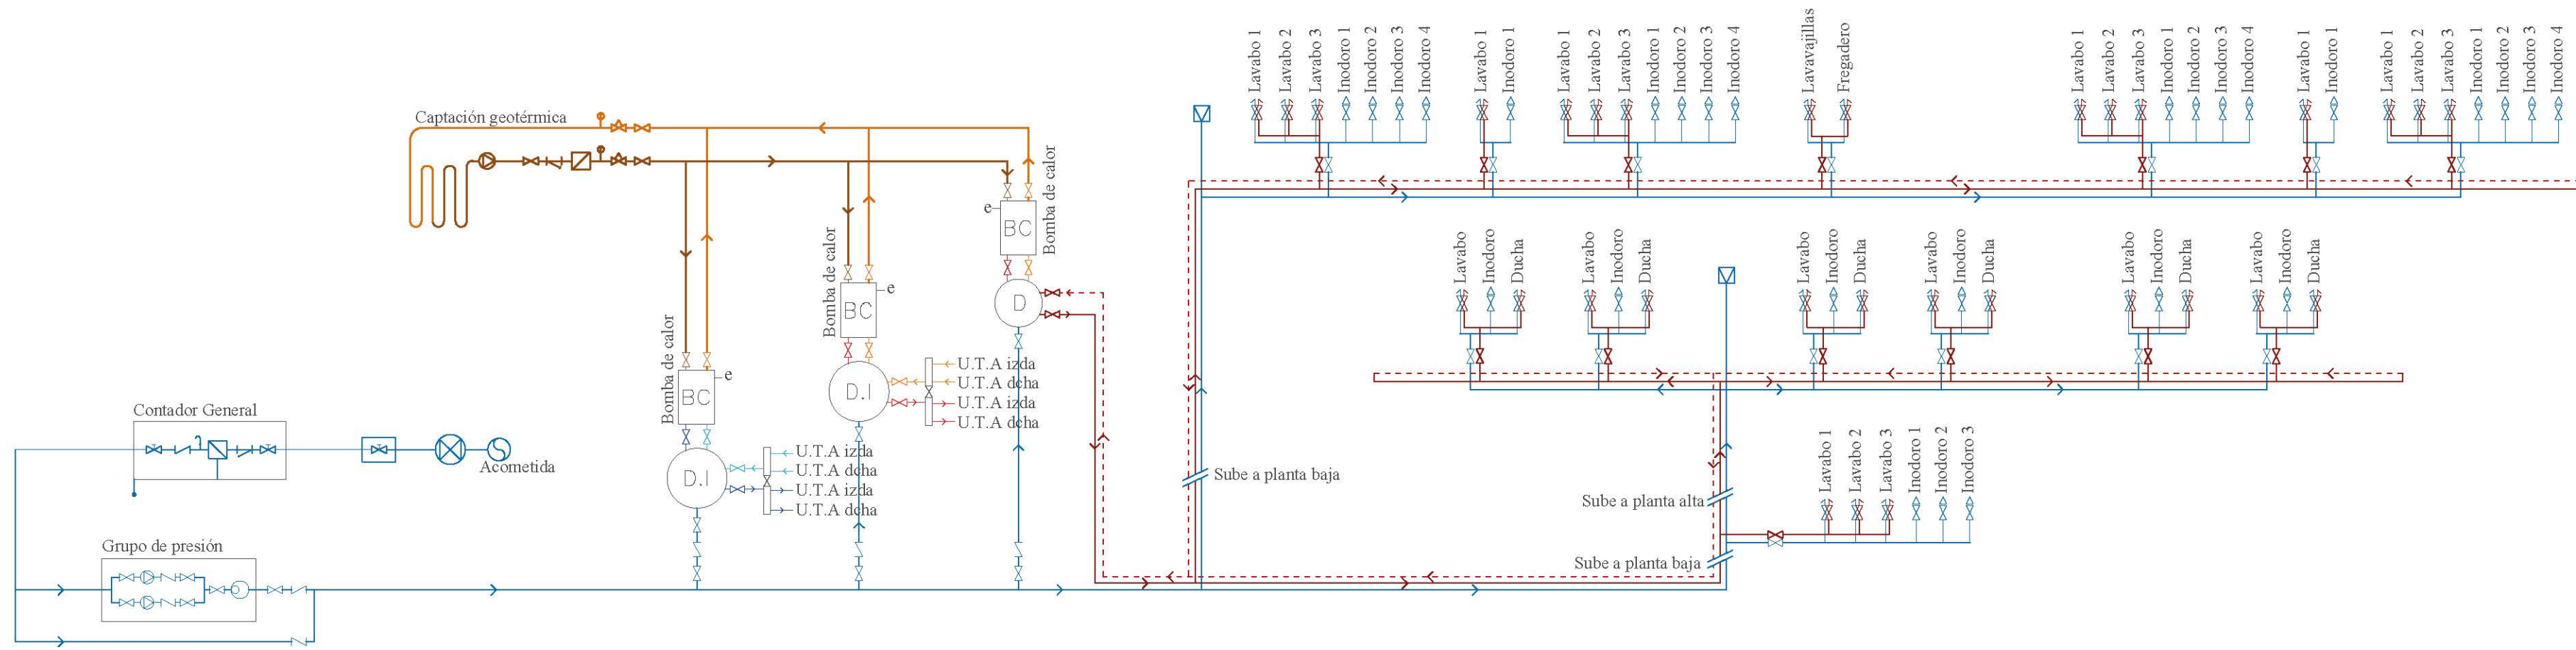 Lavabo 1
Lavabo 2
Lavabo 3
Inodoro 1
Inodoro 2
Inodoro 3
Inodoro 4
Lavabo 1
Inodoro 1
Lavabo 1
Lavabo 2
Lavabo 3
Inodoro 1
Inodoro 2
Inodoro 3
Inodoro 4
Lavavajillas
Fregadero
Lavabo 1
Lavabo 2
Lavabo 3
Inodoro 1
Inodoro 2
Inodoro 3
Inodoro 4
Lavabo 1
Inodoro 1
Lavabo 1
Lavabo 2
Lavabo 3
Inodoro 1
Inodoro 2
Inodoro 3
Inodoro 4
Captación geotérmica
e
BC
Bomba de calor
D
Bomba de calor
e
BC
D.I
U.T.A izda
U.T.A dcha
U.T.A izda
U.T.A dcha
Bomba de calor
e
BC
D.I
U.T.A izda
U.T.A dcha
U.T.A izda
U.T.A dcha
Lavabo
Inodoro
Ducha
Lavabo
Inodoro
Ducha
Lavabo
Inodoro
Ducha
Lavabo
Inodoro
Ducha
Lavabo
Inodoro
Ducha
Lavabo
Inodoro
Ducha
Contador General
Acometida
Grupo de presión
Sube a planta baja
Sube a planta alta
Sube a planta baja
Lavabo 1
Lavabo 2
Lavabo 3
Inodoro 1
Inodoro 2
Inodoro 3